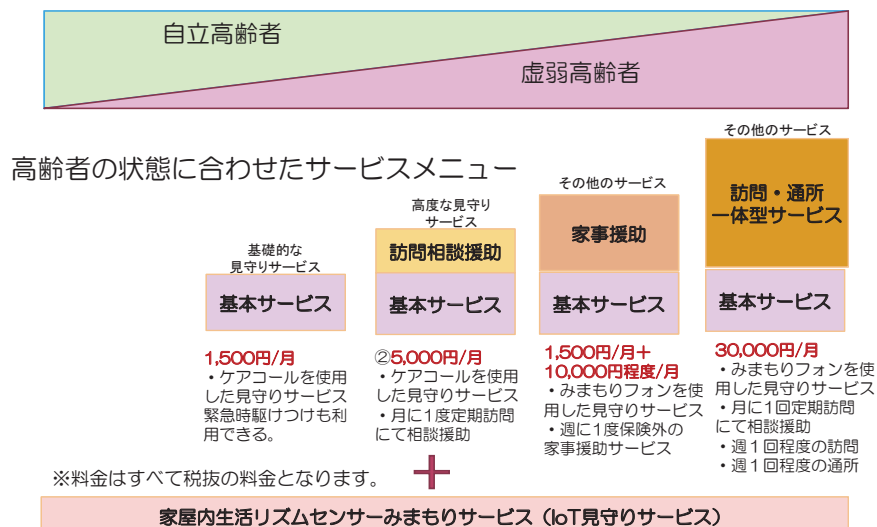 自立高齢者
虚弱高齢者
高齢者の状態に合わせたサービスメニュー
基礎的な
見守りサービス
基本サービス
1,500円/月
・ケアコールを使用
した見守りサービス
緊急時駆けつけも利
用できる。
高度な見守り
サービス
訪問相談援助
基本サービス
②5,000円/月
・ケアコールを使用
した見守りサービス
・月に1度定期訪問
にて相談援助
その他のサービス
家事援助
基本サービス
1,500円/月＋
10,000円程度/月
・みまもりフォンを使
用した見守りサービス
・週に1度保険外の
家事援助サービス
その他のサービス
訪問・通所
一体型サービス
基本サービス
30,000円/月
・みまもりフォンを使
用した見守りサービス
・月に1回定期訪問
にて相談援助
・週１回程度の訪問
・週１回程度の通所
※料金はすべて税抜の料金となります。
＋
家屋内生活リズムセンサーみまもりサービス（IoT見守りサービス）